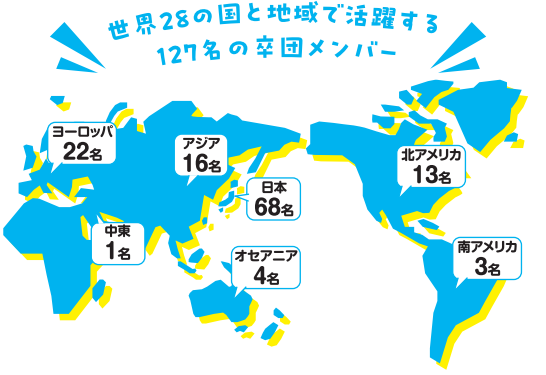 世界28の国と地域で活躍する
127名の卒団メンバー
ヨーロッパ
22名
アジア
16名
日本
68名
中東
1名
オセアニア
4名
北アメリカ
13名
南アメリカ
3名